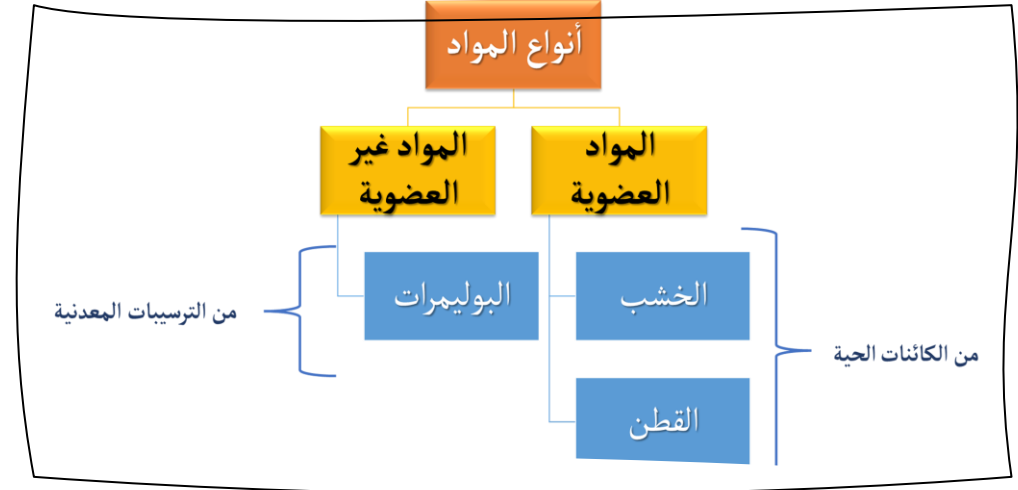 أنواع المواد
المواد
العضوية
المواد غير
العضوية
الخشب
البوليمرات
من الترسيبات المعدنية
من الكائنات الحية
القطن